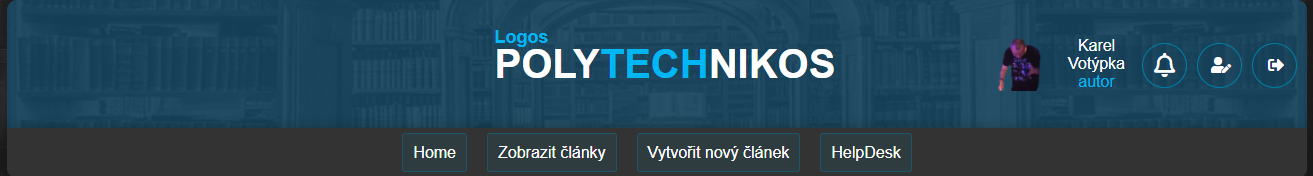 Logos
POLYTECHNIKOS
Karel
Votýpka
autor
Home
Zobrazit články
Vytvořit nový článek
HelpDesk